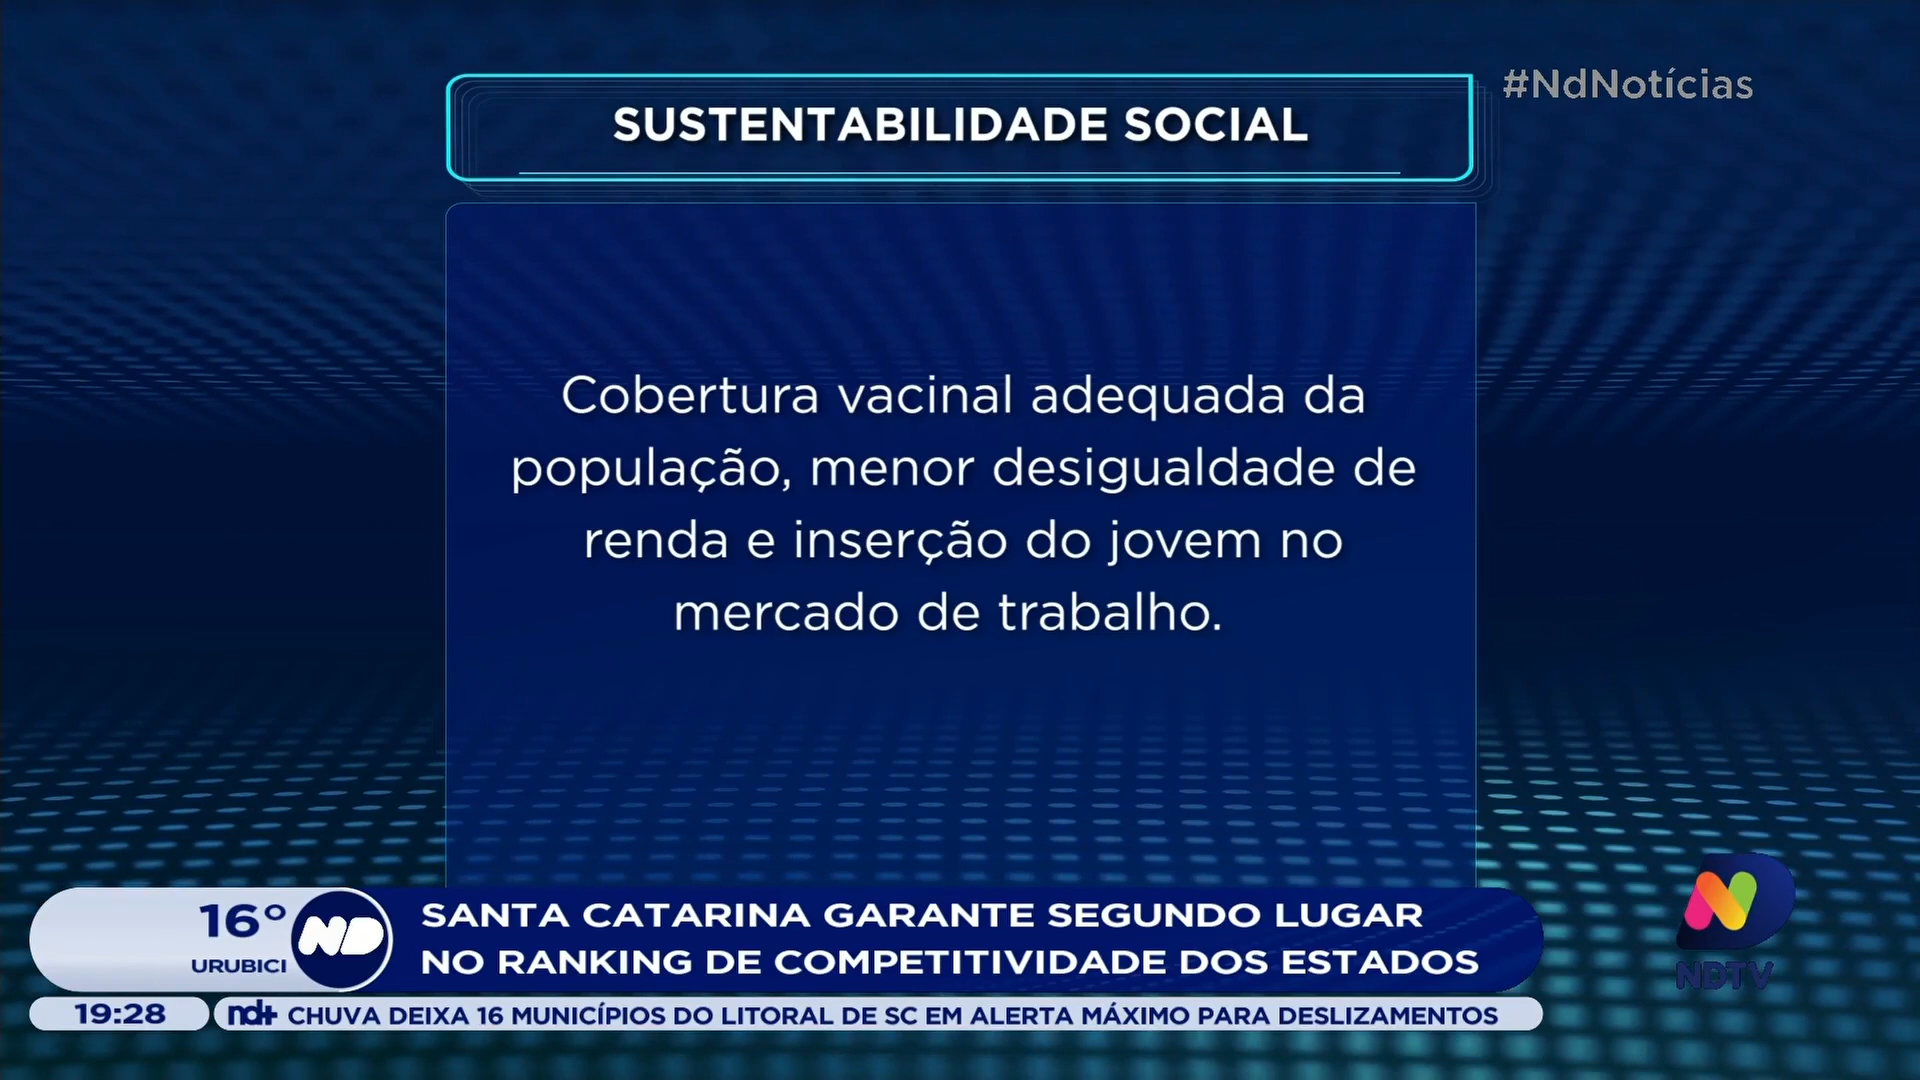 #NdNotícias
SUSTENTABILIDADE SOCIAL
Cobertura vacinal adequada da
população, menor desigualdade de
renda e inserção do jovem no
mercado de trabalho.
16°
URUBICI
ND
SANTA CATARINA GARANTE SEGUNDO LUGAR
NO RANKING DE COMPETITIVIDADE DOS ESTADOS
N
NDTV
19:28
nd+ CHUVA DEIXA 16 MUNICÍPIOS DO LITORAL DE SC EM ALERTA MÁXIMO PARA DESLIZAMENTOS